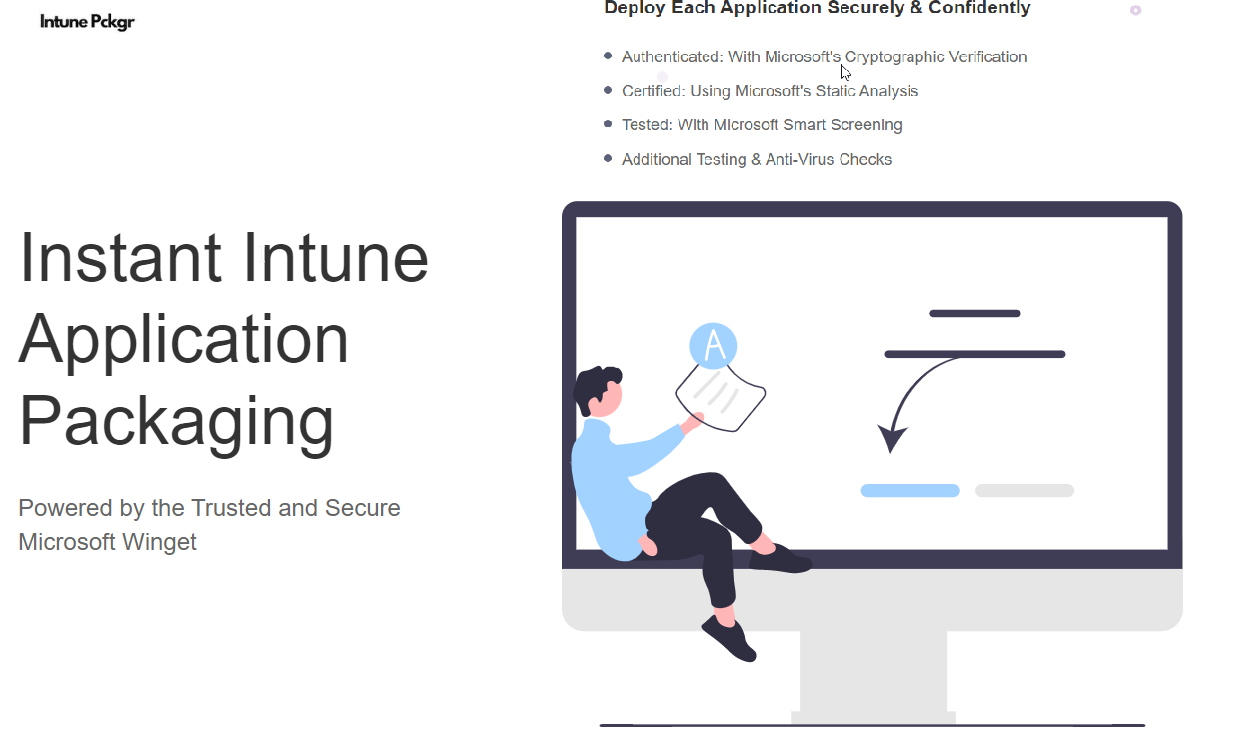 Intune Pckgr
Deploy Each Application Securely & Confidently
Authenticated: With Microsoft's Cryptographic Verification
Certified: Using Microsoft's Static Analysis
Tested: With Microsoft Smart Screening
Additional Testing & Anti-Virus Checks
Instant Intune
Application
Packaging
Powered by the Trusted and Secure
Microsoft Winget
A